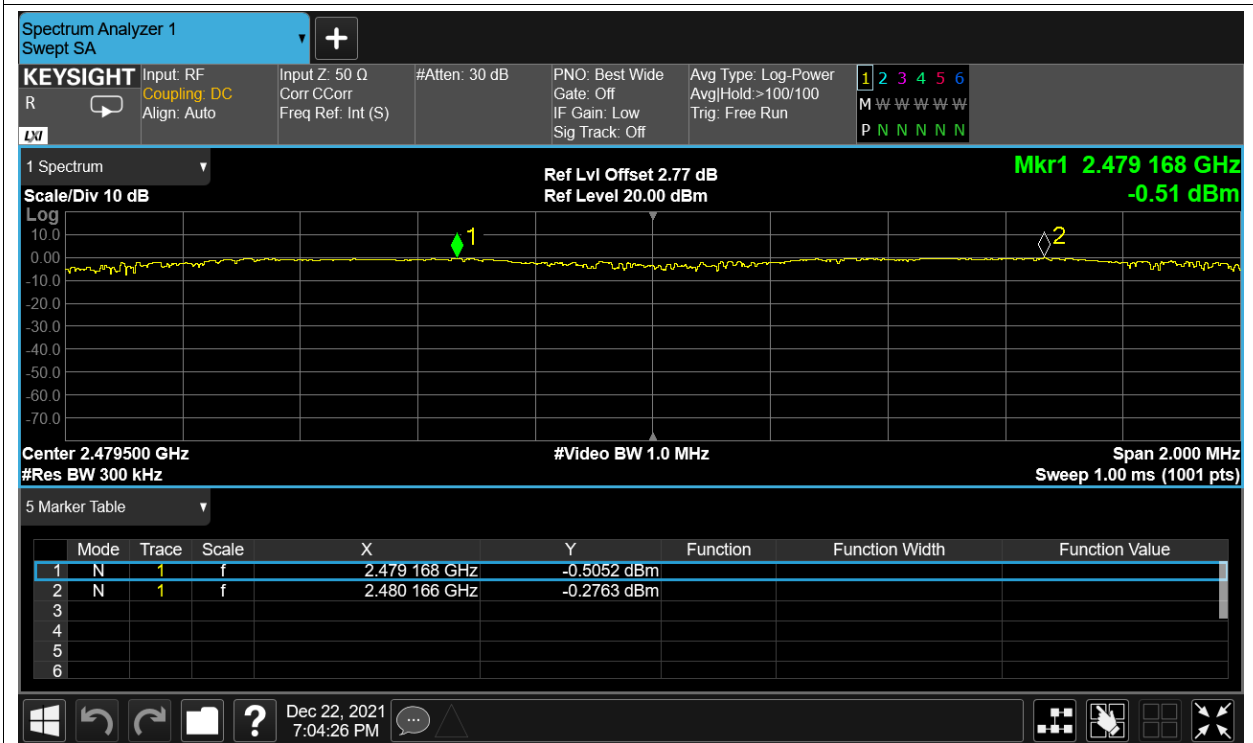 Spectrum Analyzer 1
Swept SA
KEYSIGHT Input: RF Input Z: 50 Ω #Atten: 30 dB PNO: Best Wide Avg Type: Log-Power 1 2 3 4 5 6
R Coupling: DC Corr CCorr Gate: Off Avg|Hold:>100/100 M W W W W W
Align: Auto Freq Ref: Int (S) IF Gain: Low Trig: Free Run
LXI Sig Track: Off P N N N N N
1 Spectrum Ref Lvl Offset 2.77 dB Mkr1 2.479 168 GHz
Scale/Div 10 dB Ref Level 20.00 dBm -0.51 dBm
Log
10.0 1 2
0.00
-10.0
-20.0
-30.0
-40.0
-50.0
-60.0
-70.0
Center 2.479500 GHz #Video BW 1.0 MHz Span 2.000 MHz
#Res BW 300 kHz Sweep 1.00 ms (1001 pts)
5 Marker Table
Mode Trace Scale X Y Function Function Width Function Value
1 N 1 f 2.479 168 GHz -0.5052 dBm
2 N 1 f 2.480 166 GHz -0.2763 dBm
3
4
5
6
? Dec 22, 2021
7:04:26 PM